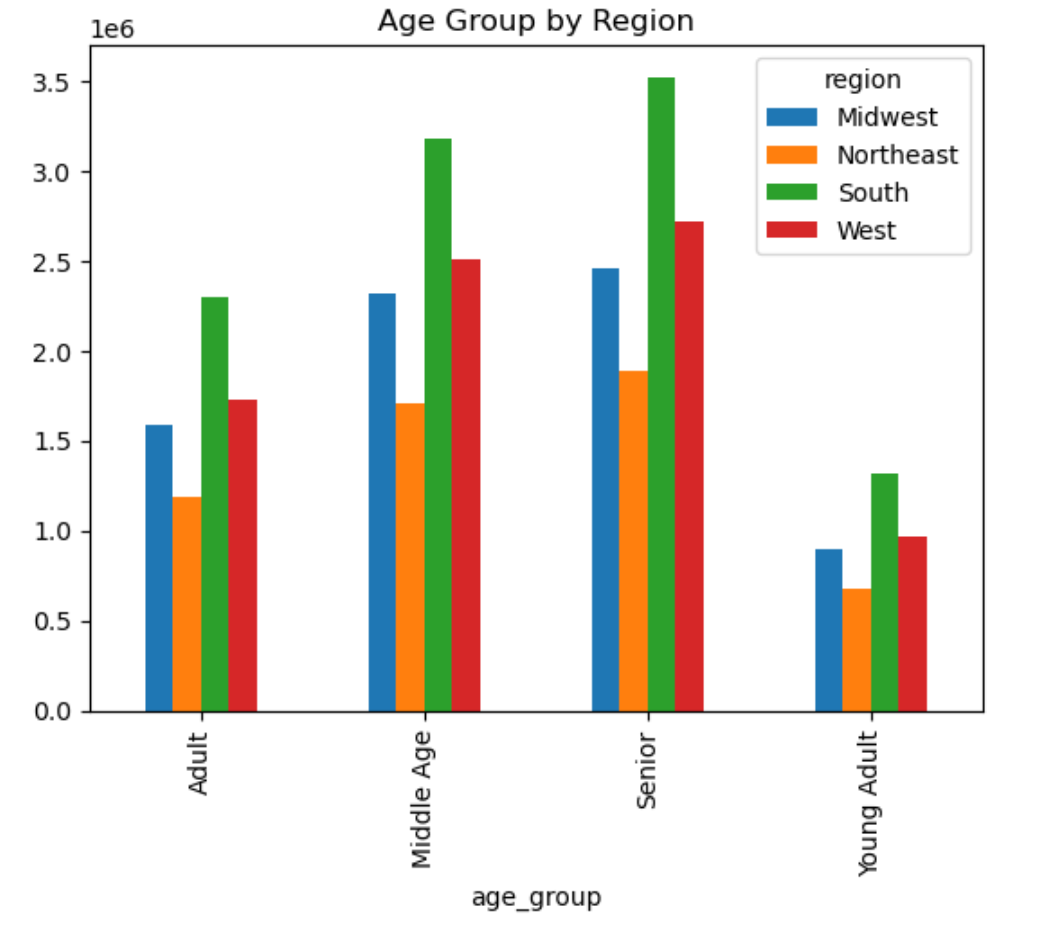 Age Group by Region
1e6
3.5
3.0
2.5
2.0
1.5
1.0
0.5
0.0
region
Midwest
Northeast
South
West
Adult
Middle Age
Senior
Young Adult
age_group